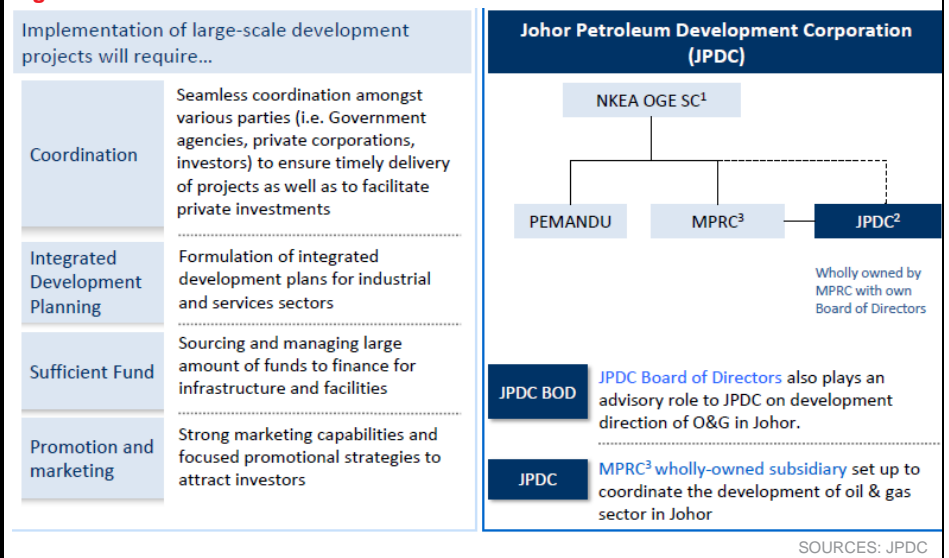 Implementation of large-scale development
projects will require...
Coordination
Seamless coordination amongst
various parties (i.e. Government
agencies, private corporations,
investors) to ensure timely delivery
of projects as well as to facilitate
private investments
Integrated
Development
Planning
Formulation of integrated
development plans for industrial
and services sectors
Sufficient Fund
Sourcing and managing large
amount of funds to finance for
infrastructure and facilities
Promotion and
marketing
Strong marketing capabilities and
focused promotional strategies to
attract investors
Johor Petroleum Development Corporation
(JPDC)
NKEA OGE SC¹
PEMANDU
MPRC³
JPDC²
Wholly owned by
MPRC with own
Board of Directors
JPDC BOD
JPDC Board of Directors also plays an
advisory role to JPDC on development
direction of O&G in Johor.
JPDC
MPRC³ wholly-owned subsidiary set up to
coordinate the development of oil & gas
sector in Johor
SOURCES: JPDC